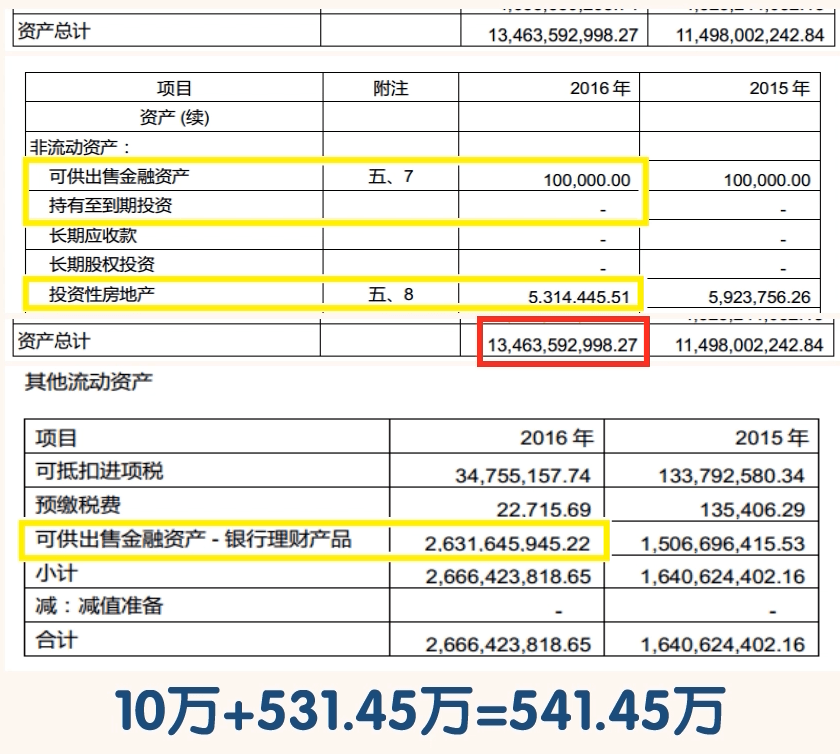 资产总计 13,463,592,998.27 11,498,002,242.84
项目 附注 2016 年 2015 年
资产 (续)
非流动资产：
可供出售金融资产 五、7 100,000.00 100,000.00
持有至到期投资 - -
长期应收款 - -
长期股权投资 - -
投资性房地产 五、8 5,314,445.51 5,923,756.26
资产总计 13,463,592,998.27 11,498,002,242.84
其他流动资产
项目 2016 年 2015 年
可抵扣进项税 34,755,157.74 133,792,580.34
预缴税费 22,715.69 135,406.29
可供出售金融资产 - 银行理财产品 2,631,645,945.22 1,506,696,415.53
小计 2,666,423,818.65 1,640,624,402.16
减：减值准备 - -
合计 2,666,423,818.65 1,640,624,402.16
10万+531.45万=541.45万